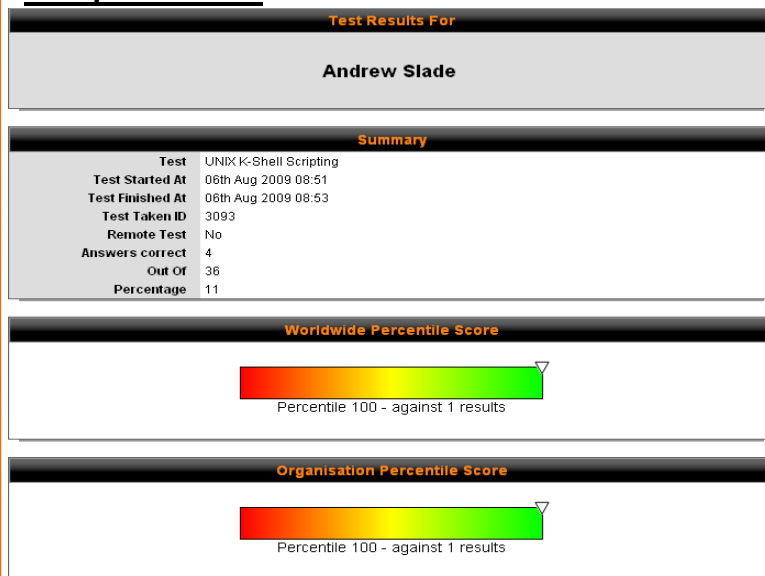 Test Results For
Andrew Slade
Summary
Test UNIX K-Shell Scripting
Test Started At 06th Aug 2009 08:51
Test Finished At 06th Aug 2009 08:53
Test Taken ID 3093
Remote Test No
Answers correct 4
Out Of 36
Percentage 11
Worldwide Percentile Score
Percentile 100 - against 1 results
Organisation Percentile Score
Percentile 100 - against 1 results